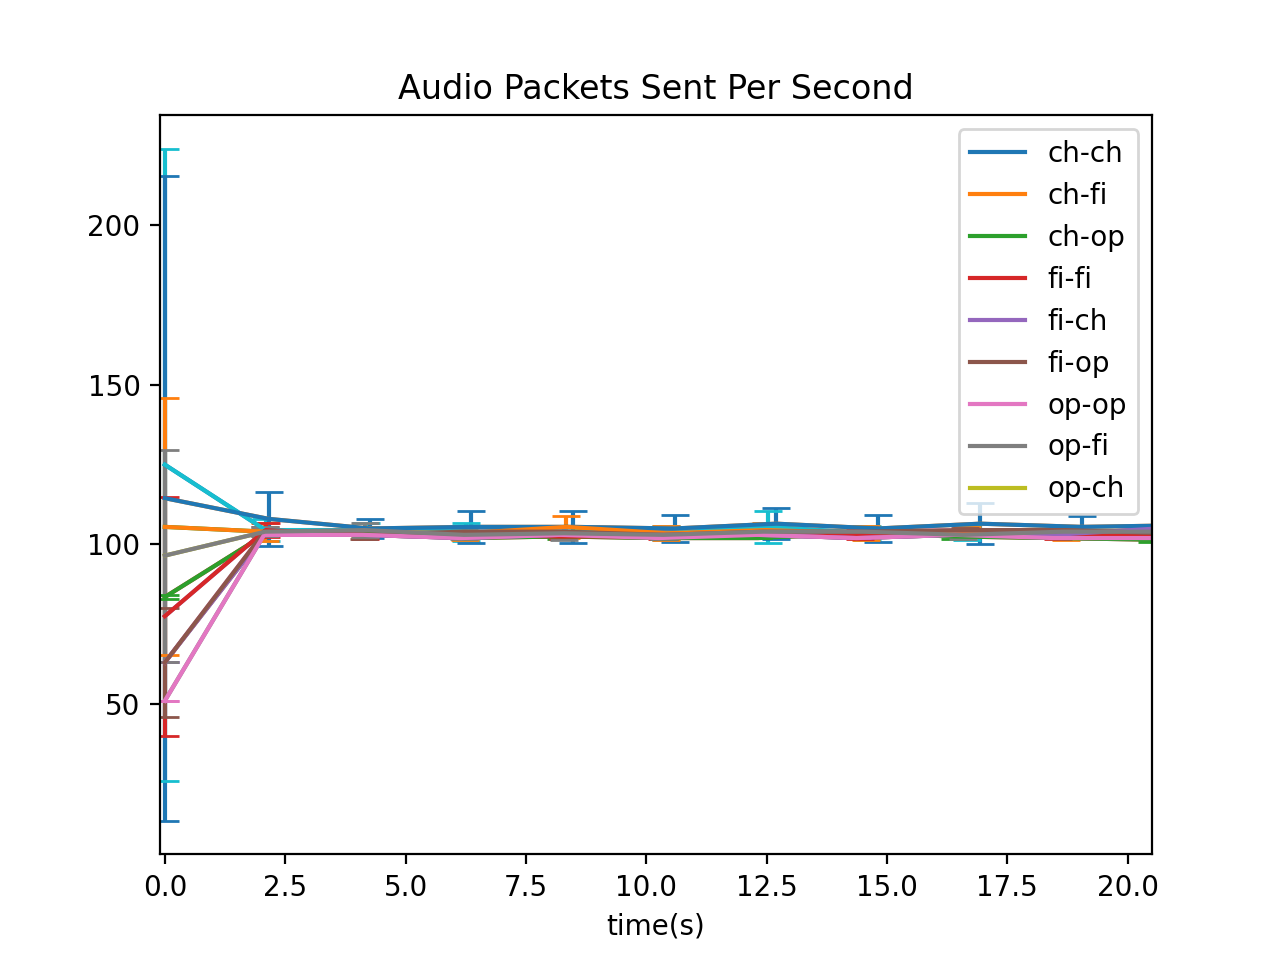 Audio Packets Sent Per Second
ch-ch
ch-fi
ch-op
fi-fi
fi-ch
fi-op
op-op
op-fi
op-ch
200
150
100
50
0.0 2.5 5.0 7.5 10.0 12.5 15.0 17.5 20.0
time(s)